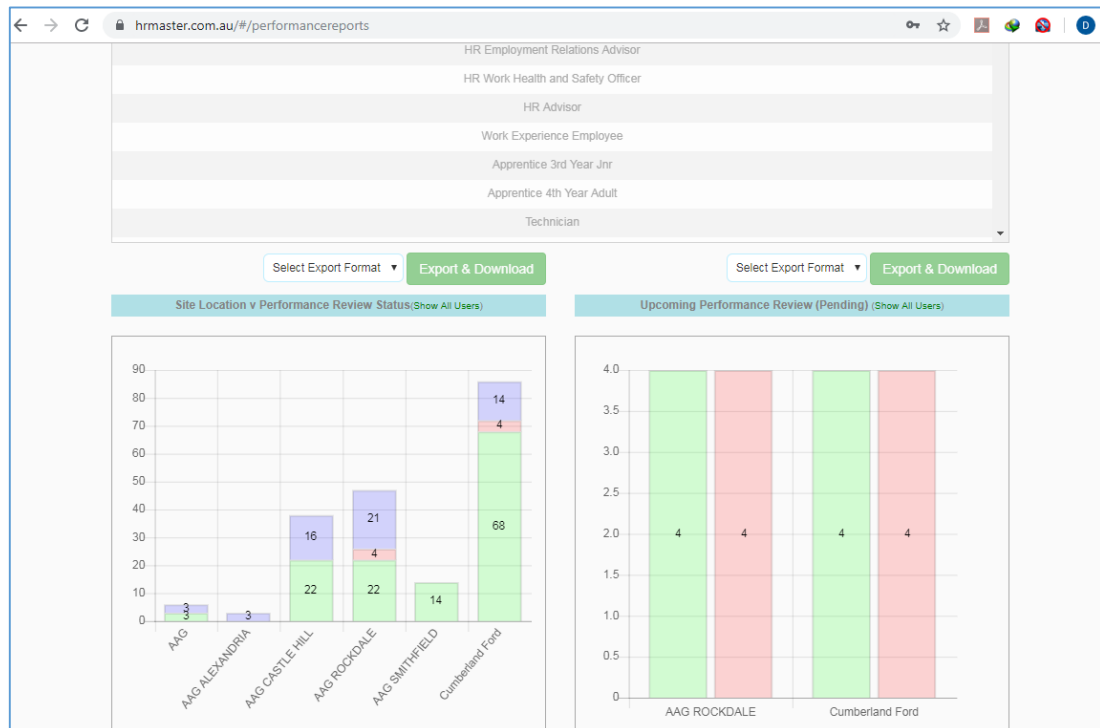 hrmaster.com.au/#/performancereports
D
HR Employment Relations Advisor
HR Work Health and Safety Officer
HR Advisor
Work Experience Employee
Apprentice 3rd Year Jnr
Apprentice 4th Year Adult
Technician
Select Export Format
Export & Download
Select Export Format
Export & Download
Site Location v Performance Review Status(Show All Users)
Upcoming Performance Review (Pending) (Show All Users)
90
80
70
60
50
40
30
20
10
0
3
3
3
16
22
21
4
22
14
14
4
68
AAG
AAG ALEXANDRIA
AAG CASTLE HILL
AAG ROCKDALE
AAG SMITHFIELD
Cumberland Ford
4.0
3.5
3.0
2.5
2.0
1.5
1.0
0.5
0
4
4
4
4
AAG ROCKDALE
Cumberland Ford